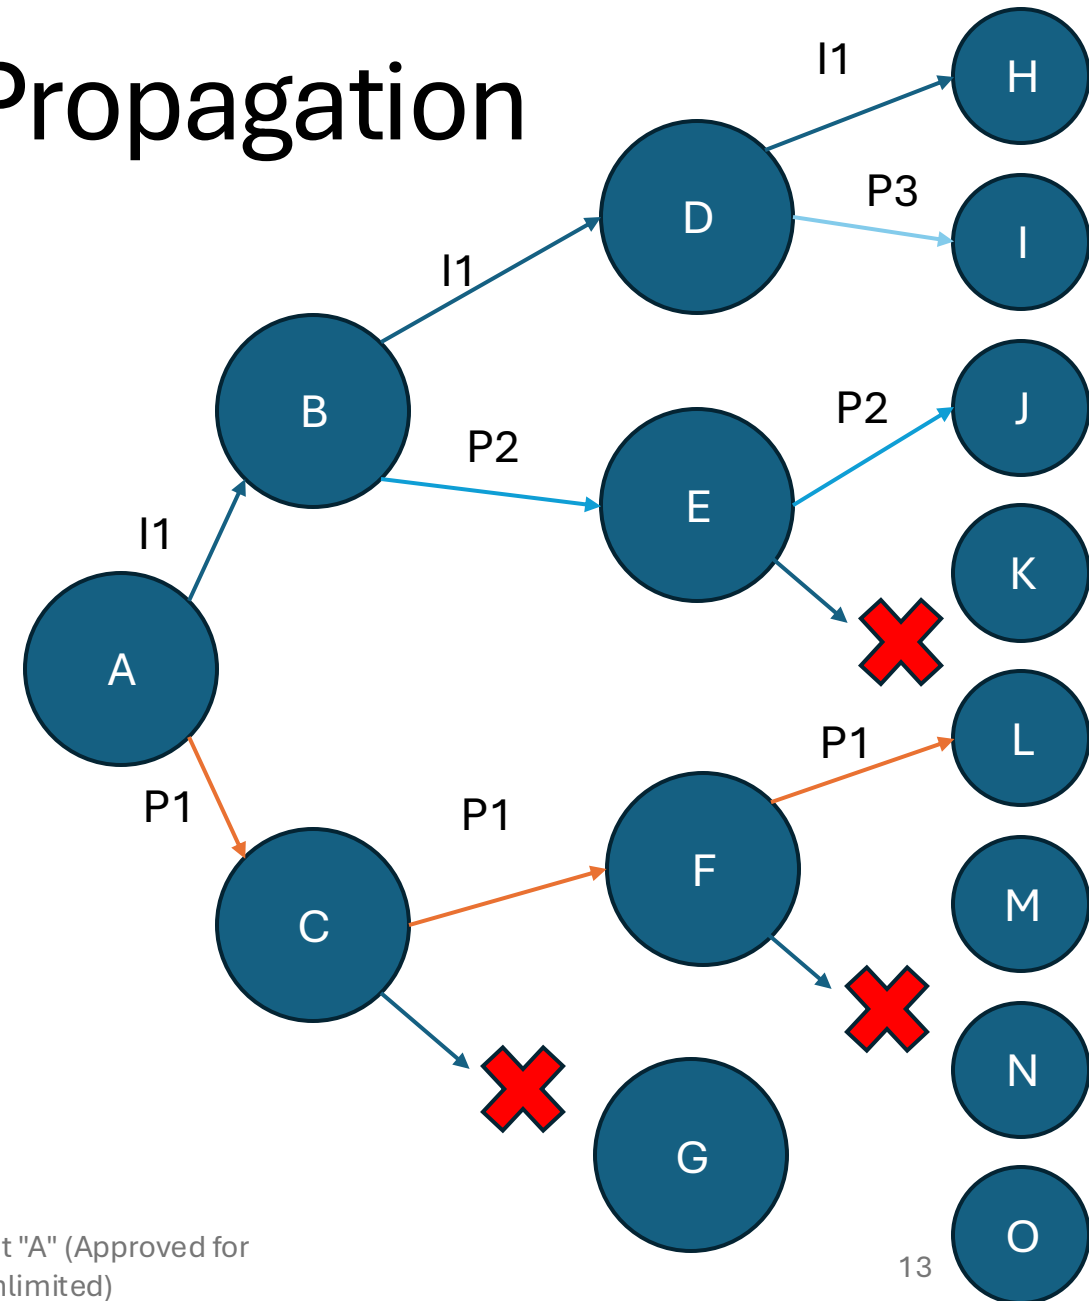 Propagation
I1
H
D
P3
I
I1
B
P2
J
P2
E
I1
K
A
P1
L
P1
P1
F
M
C
N
G
O
t "A" (Approved for
nlimited)
13